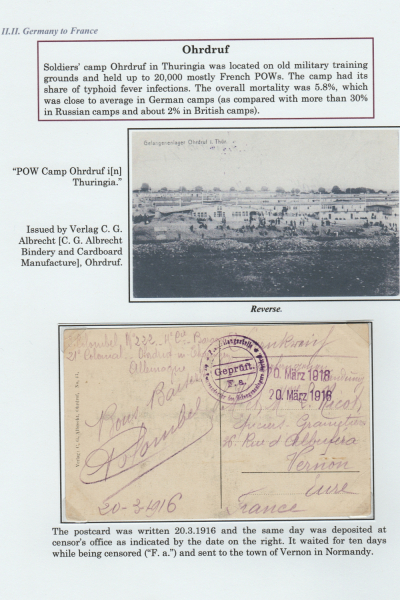 II.II. Germany to France
Ohrdruf
Soldiers' camp Ohrdruf in Thuringia was located on old military training
grounds and held up to 20,000 mostly French POWs. The camp had its
share of typhoid fever infections. The overall mortality was 5.8%, which
was close to average in German camps (as compared with more than 30%
in Russian camps and about 2% in British camps).
Gefangenenlager Ohrdruf i. Thür.
"POW Camp Ohrdruf i[n]
Thuringia."
Issued by Verlag C. G.
Albrecht [C. G. Albrecht
Bindery and Cardboard
Manufacture], Ohrdruf.
Reverse.
Geprüft.
F. a.
10. März 1916
20. März 1916
Bons Baisers
20-3-1916
Vernon
eure
France
The postcard was written 20.3.1916 and the same day was deposited at
censor's office as indicated by the date on the right. It waited for ten days
while being censored ("F. a.") and sent to the town of Vernon in Normandy.